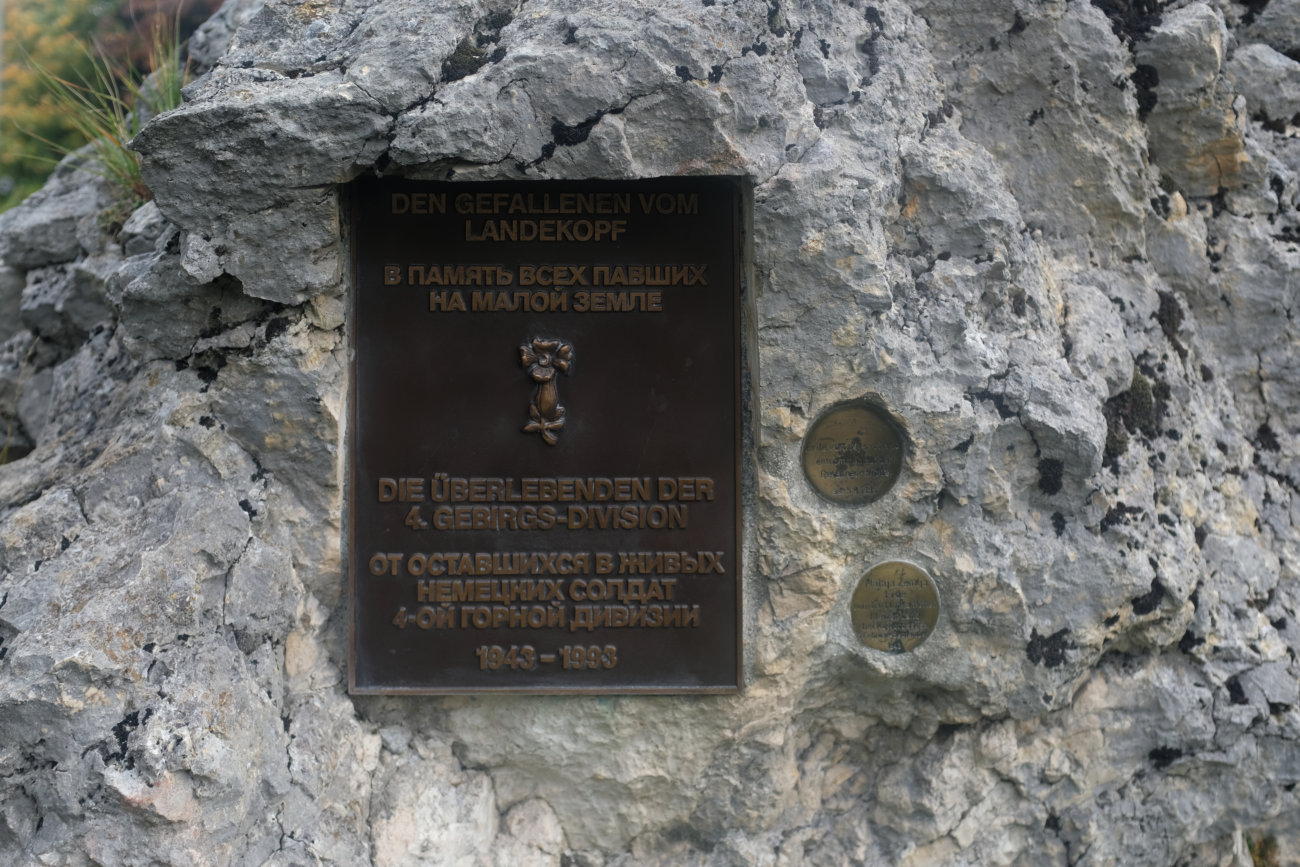 DEN GEFALLENEN VOM
LANDEKOPF
В ПАМЯТЬ ВСЕХ ПАВШИХ
НА МАЛОЙ ЗЕМЛЕ
DIE ÜBERLEBENDEN DER
4. GEBIRGS-DIVISION
ОТ ОСТАВШИХСЯ В ЖИВЫХ
НЕМЕЦКИХ СОЛДАТ
4-ОЙ ГОРНОЙ ДИВИЗИИ
1943 - 1993